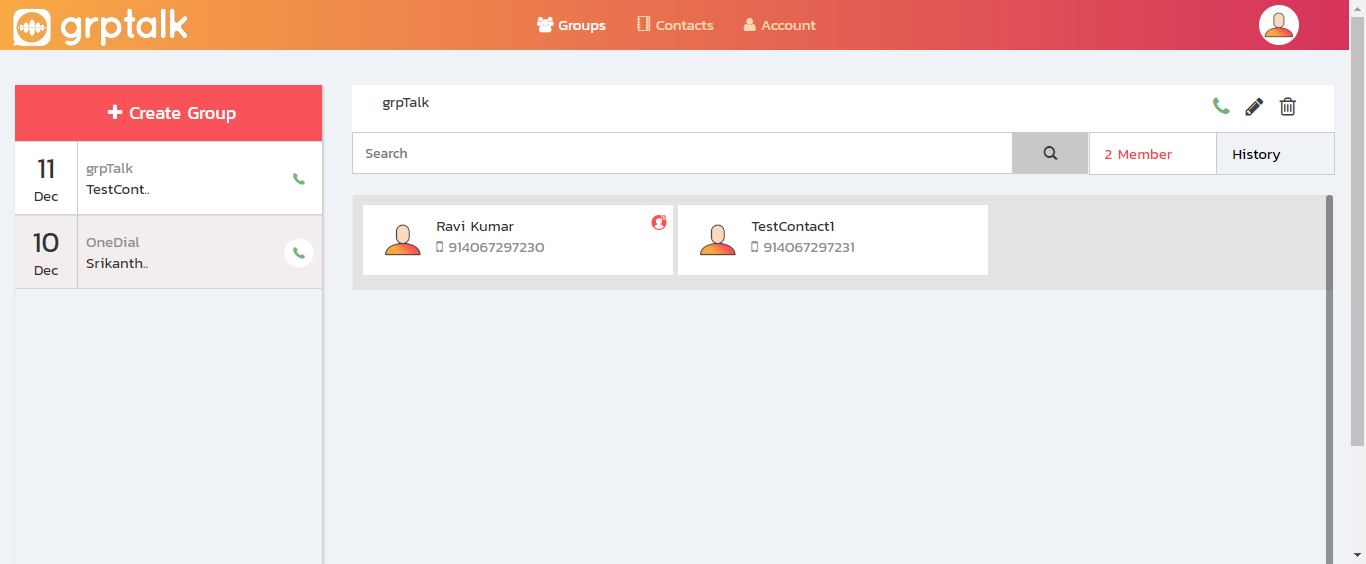 grptalk
Groups Contacts Account
Create Group
11
Dec
grpTalk
TestCont..
10
Dec
OneDial
Srikanth..
grpTalk
Search
2 Member
History
Ravi Kumar
914067297230
TestContact1
914067297231